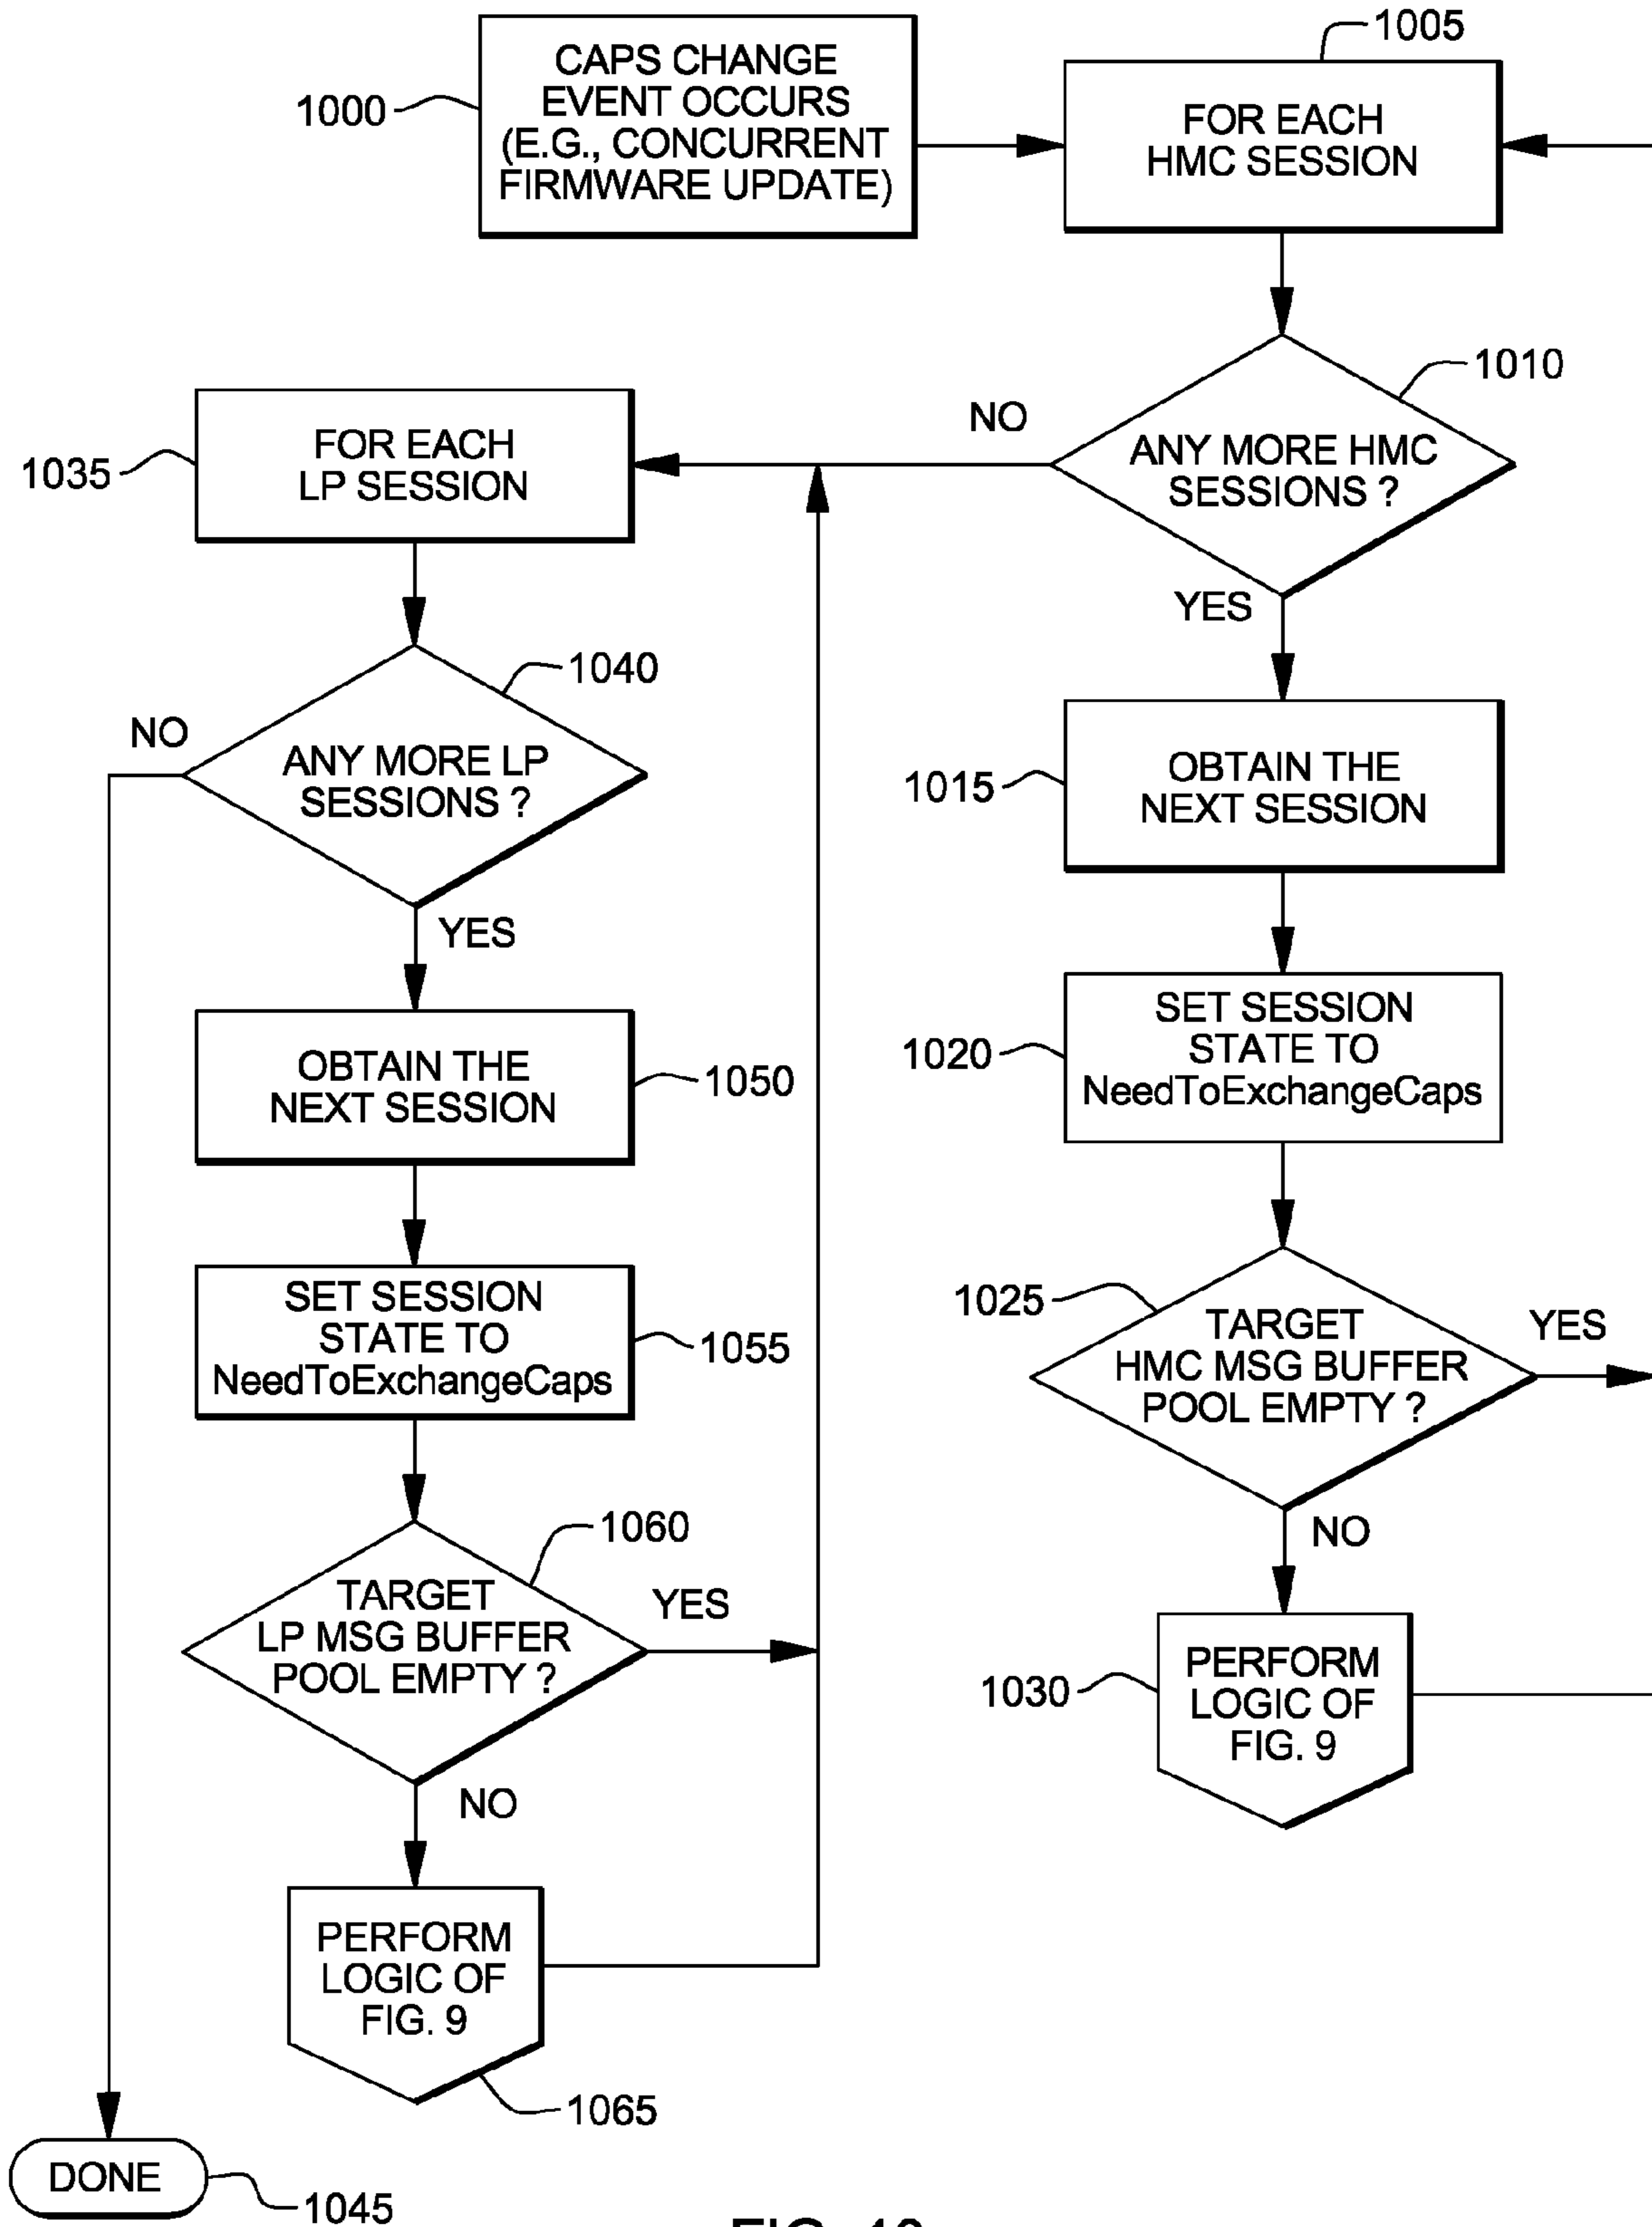 1000
CAPS CHANGE
EVENT OCCURS
(E.G., CONCURRENT
FIRMWARE UPDATE)
1005
FOR EACH
HMC SESSION
1010
NO
ANY MORE HMC
SESSIONS ?
YES
1015
OBTAIN THE
NEXT SESSION
1020
SET SESSION
STATE TO
NeedToExchangeCaps
1025
TARGET
HMC MSG BUFFER
POOL EMPTY ?
YES
NO
1030
PERFORM
LOGIC OF
FIG. 9
1035
FOR EACH
LP SESSION
1040
NO
ANY MORE LP
SESSIONS ?
YES
OBTAIN THE
NEXT SESSION
1050
SET SESSION
STATE TO
NeedToExchangeCaps
1055
1060
TARGET
LP MSG BUFFER
POOL EMPTY ?
YES
NO
PERFORM
LOGIC OF
FIG. 9
1065
DONE
1045